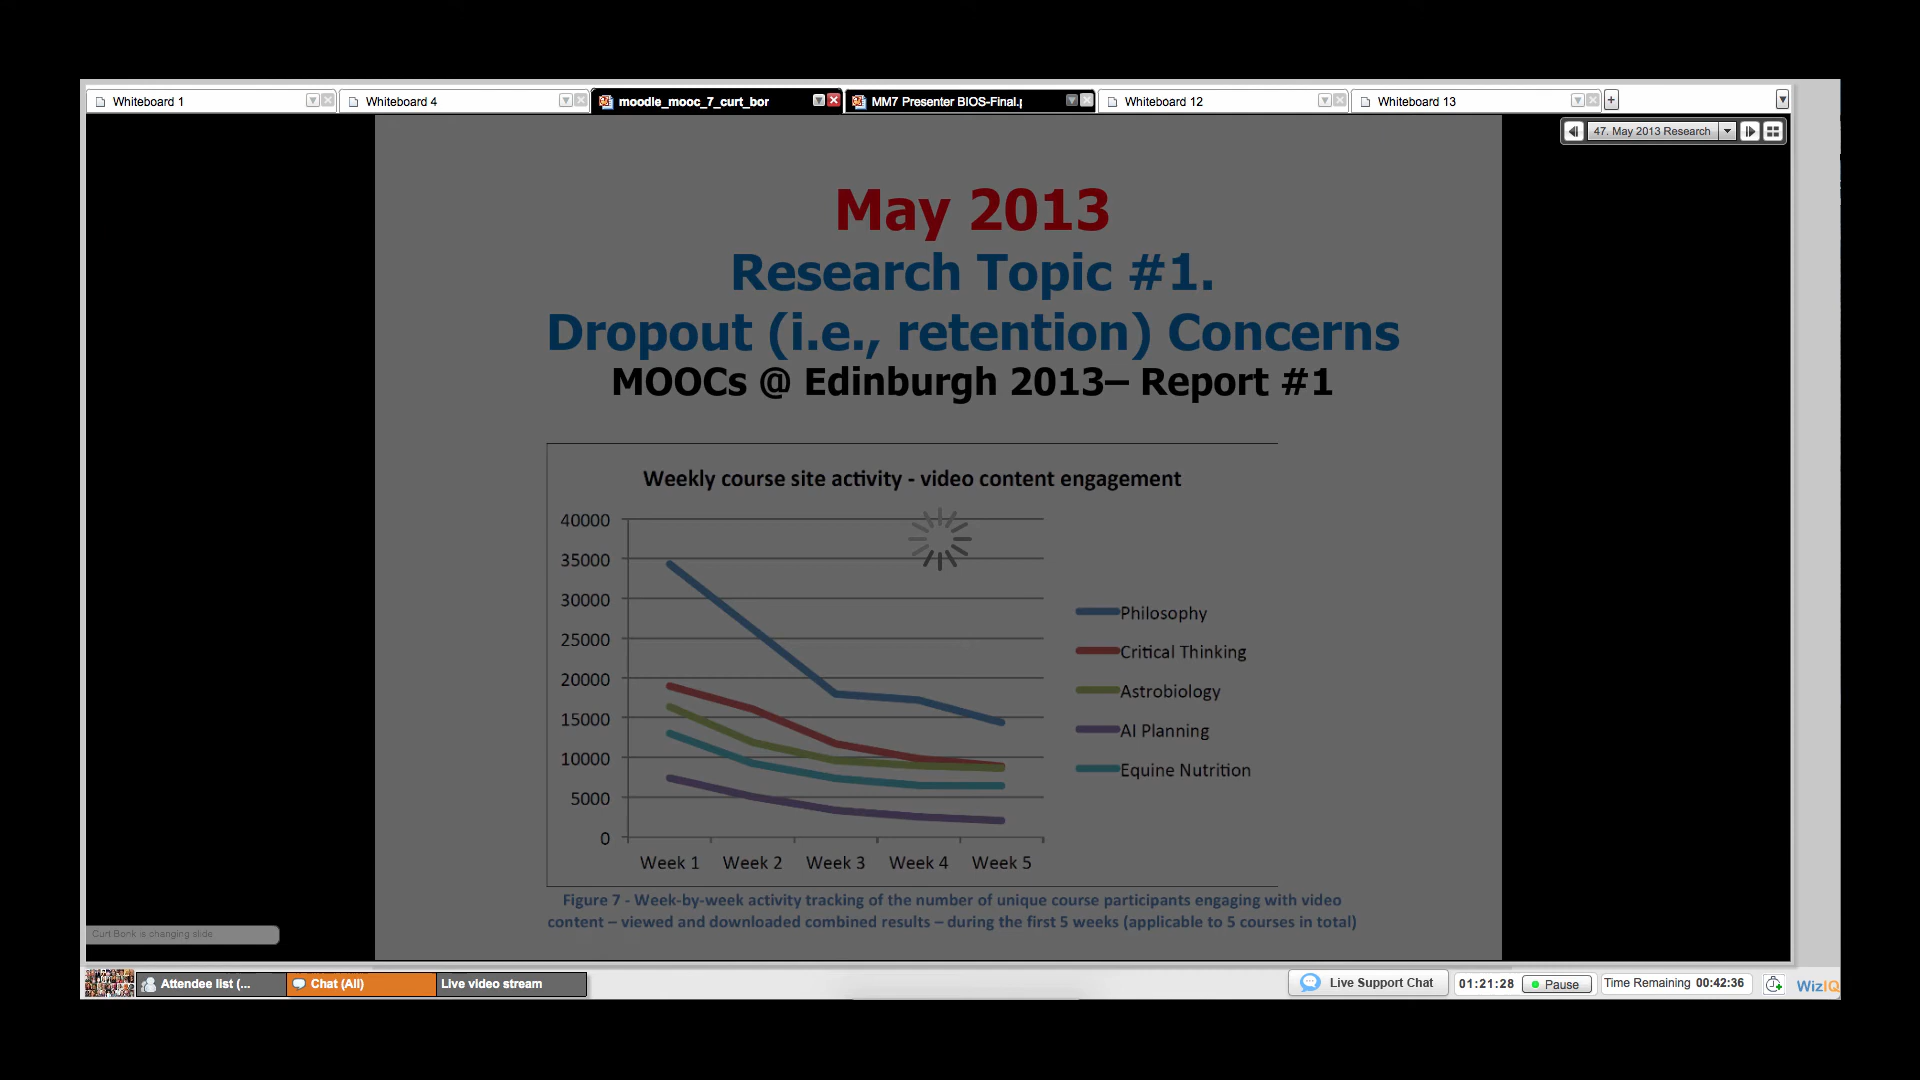 Whiteboard 1
Whiteboard 4
moodle_mooc_7_curt_bor
MM7 Presenter BIOS-Final.p
Whiteboard 12
Whiteboard 13
+
47. May 2013 Research
May 2013
Research Topic #1.
Dropout (i.e., retention) Concerns
MOOCs @ Edinburgh 2013– Report #1
Weekly course site activity - video content engagement
40000
35000
30000
25000
20000
15000
10000
5000
0
Week 1 Week 2 Week 3 Week 4 Week 5
Philosophy
Critical Thinking
Astrobiology
AI Planning
Equine Nutrition
Figure 7 - Week-by-week activity tracking of the number of unique course participants engaging with video
content – viewed and downloaded combined results – during the first 5 weeks (applicable to 5 courses in total)
Curt Bonk is changing slide
Attendee list (...
Chat (All)
Live video stream
Live Support Chat
01:21:28
Pause
Time Remaining 00:42:36
WizIQ